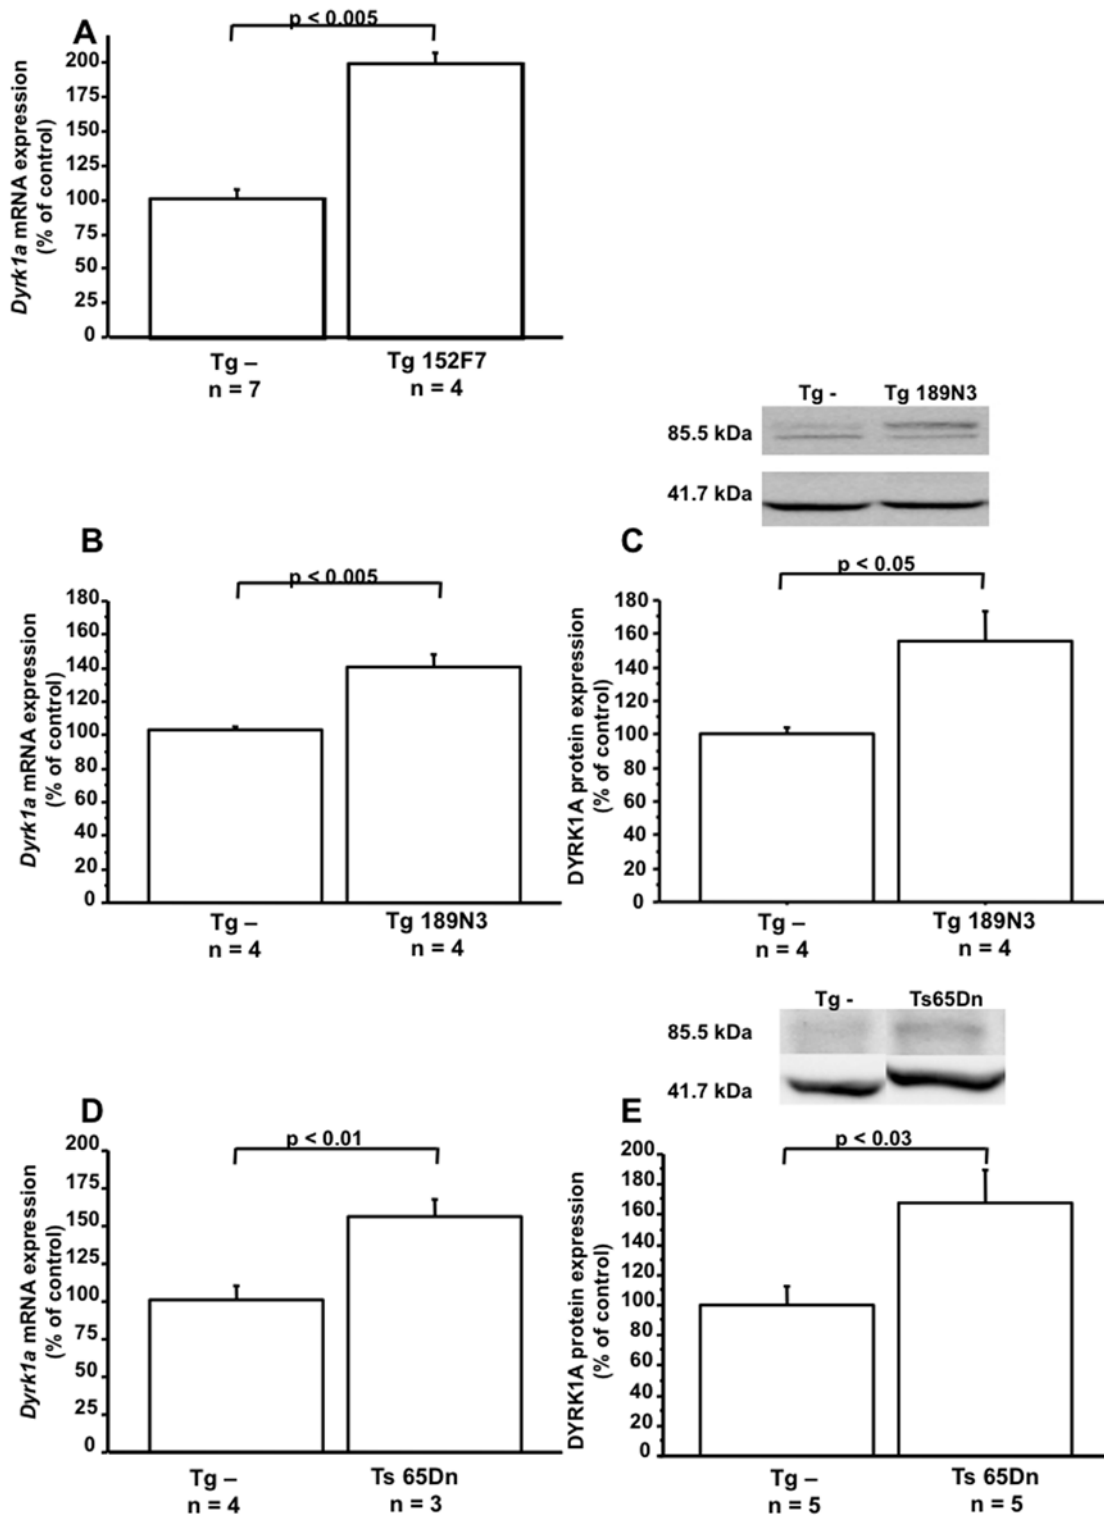 A
p < 0.005
Dyrk1a mRNA expression
(% of control)
200
175
150
125
100
75
50
25
0
Tg – Tg 152F7
n = 7 n = 4
Tg - Tg 189N3
85.5 kDa
41.7 kDa
B
p < 0.005
Dyrk1a mRNA expression
(% of control)
180
160
140
120
100
80
60
40
20
0
Tg – Tg 189N3
n = 4 n = 4
C
p < 0.05
DYRK1A protein expression
(% of control)
180
160
140
120
100
80
60
40
20
0
Tg – Tg 189N3
n = 4 n = 4
Tg - Ts65Dn
85.5 kDa
41.7 kDa
D
p < 0.01
Dyrk1a mRNA expression
(% of control)
200
175
150
125
100
75
50
25
0
Tg – Ts 65Dn
n = 4 n = 3
E
p < 0.03
DYRK1A protein expression
(% of control)
200
180
160
140
120
100
80
60
40
20
0
Tg – Ts 65Dn
n = 5 n = 5